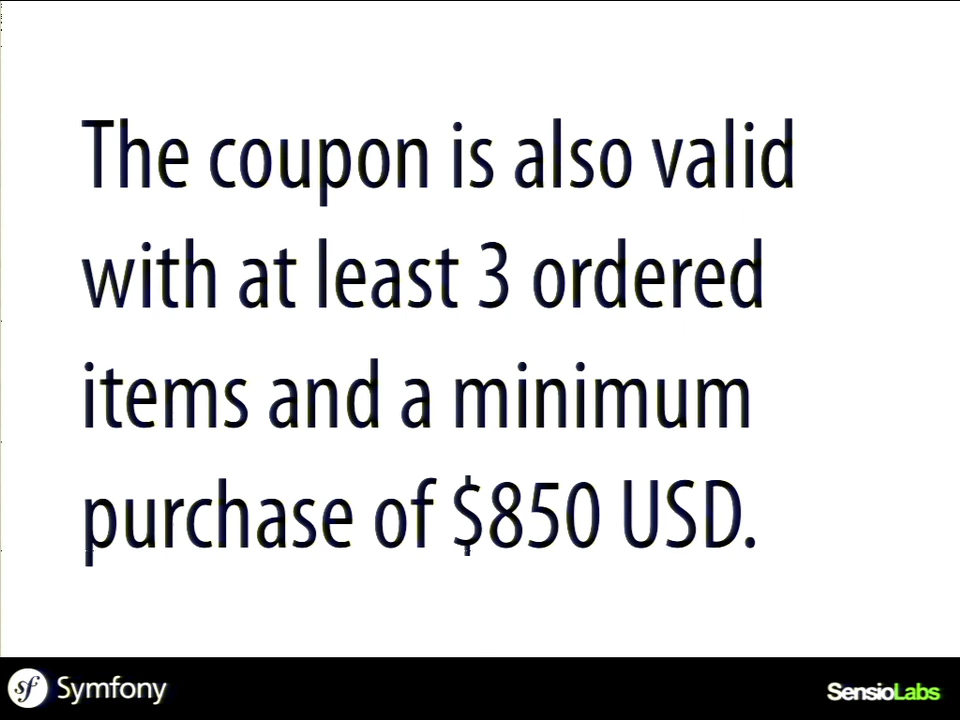 The coupon is also valid
with at least 3 ordered
items and a minimum
purchase of $850 USD.
sf Symfony
SensioLabs